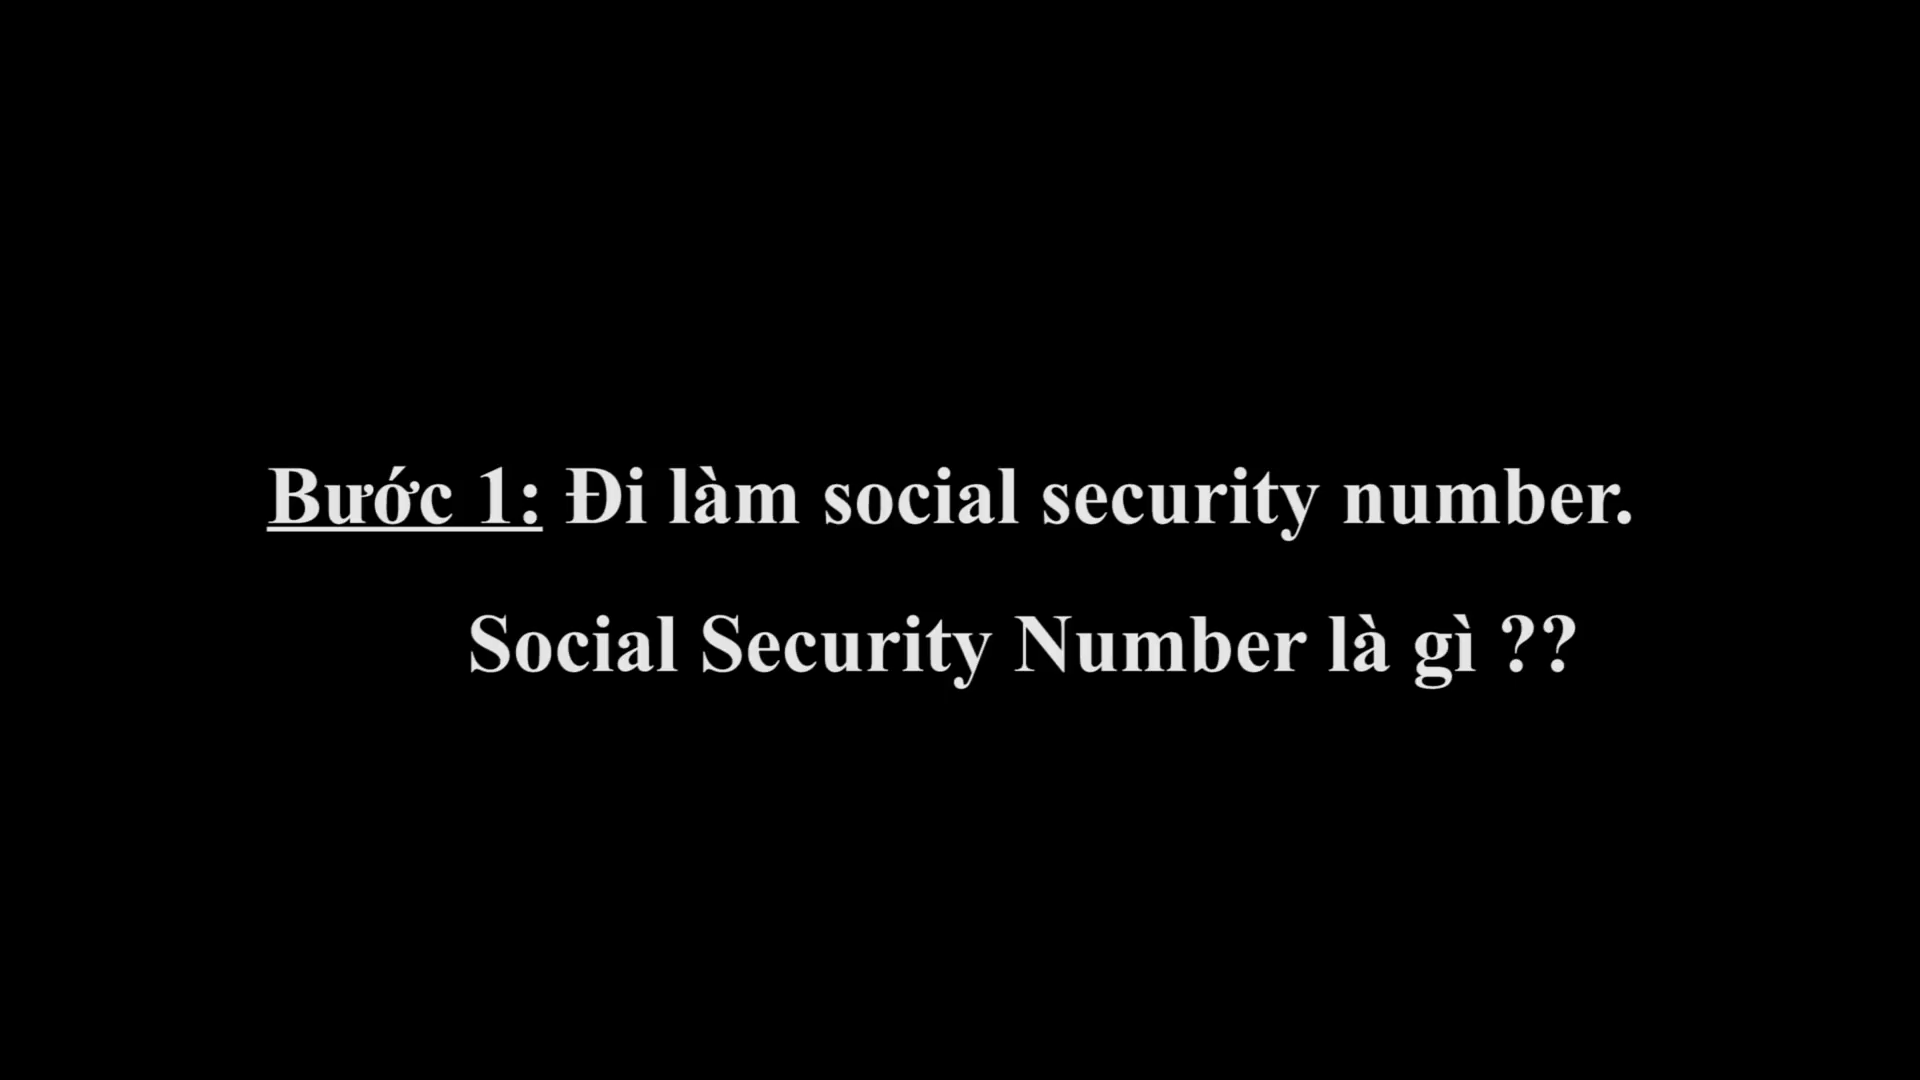 Bước 1: Đi làm social security number.
Social Security Number là gì ??